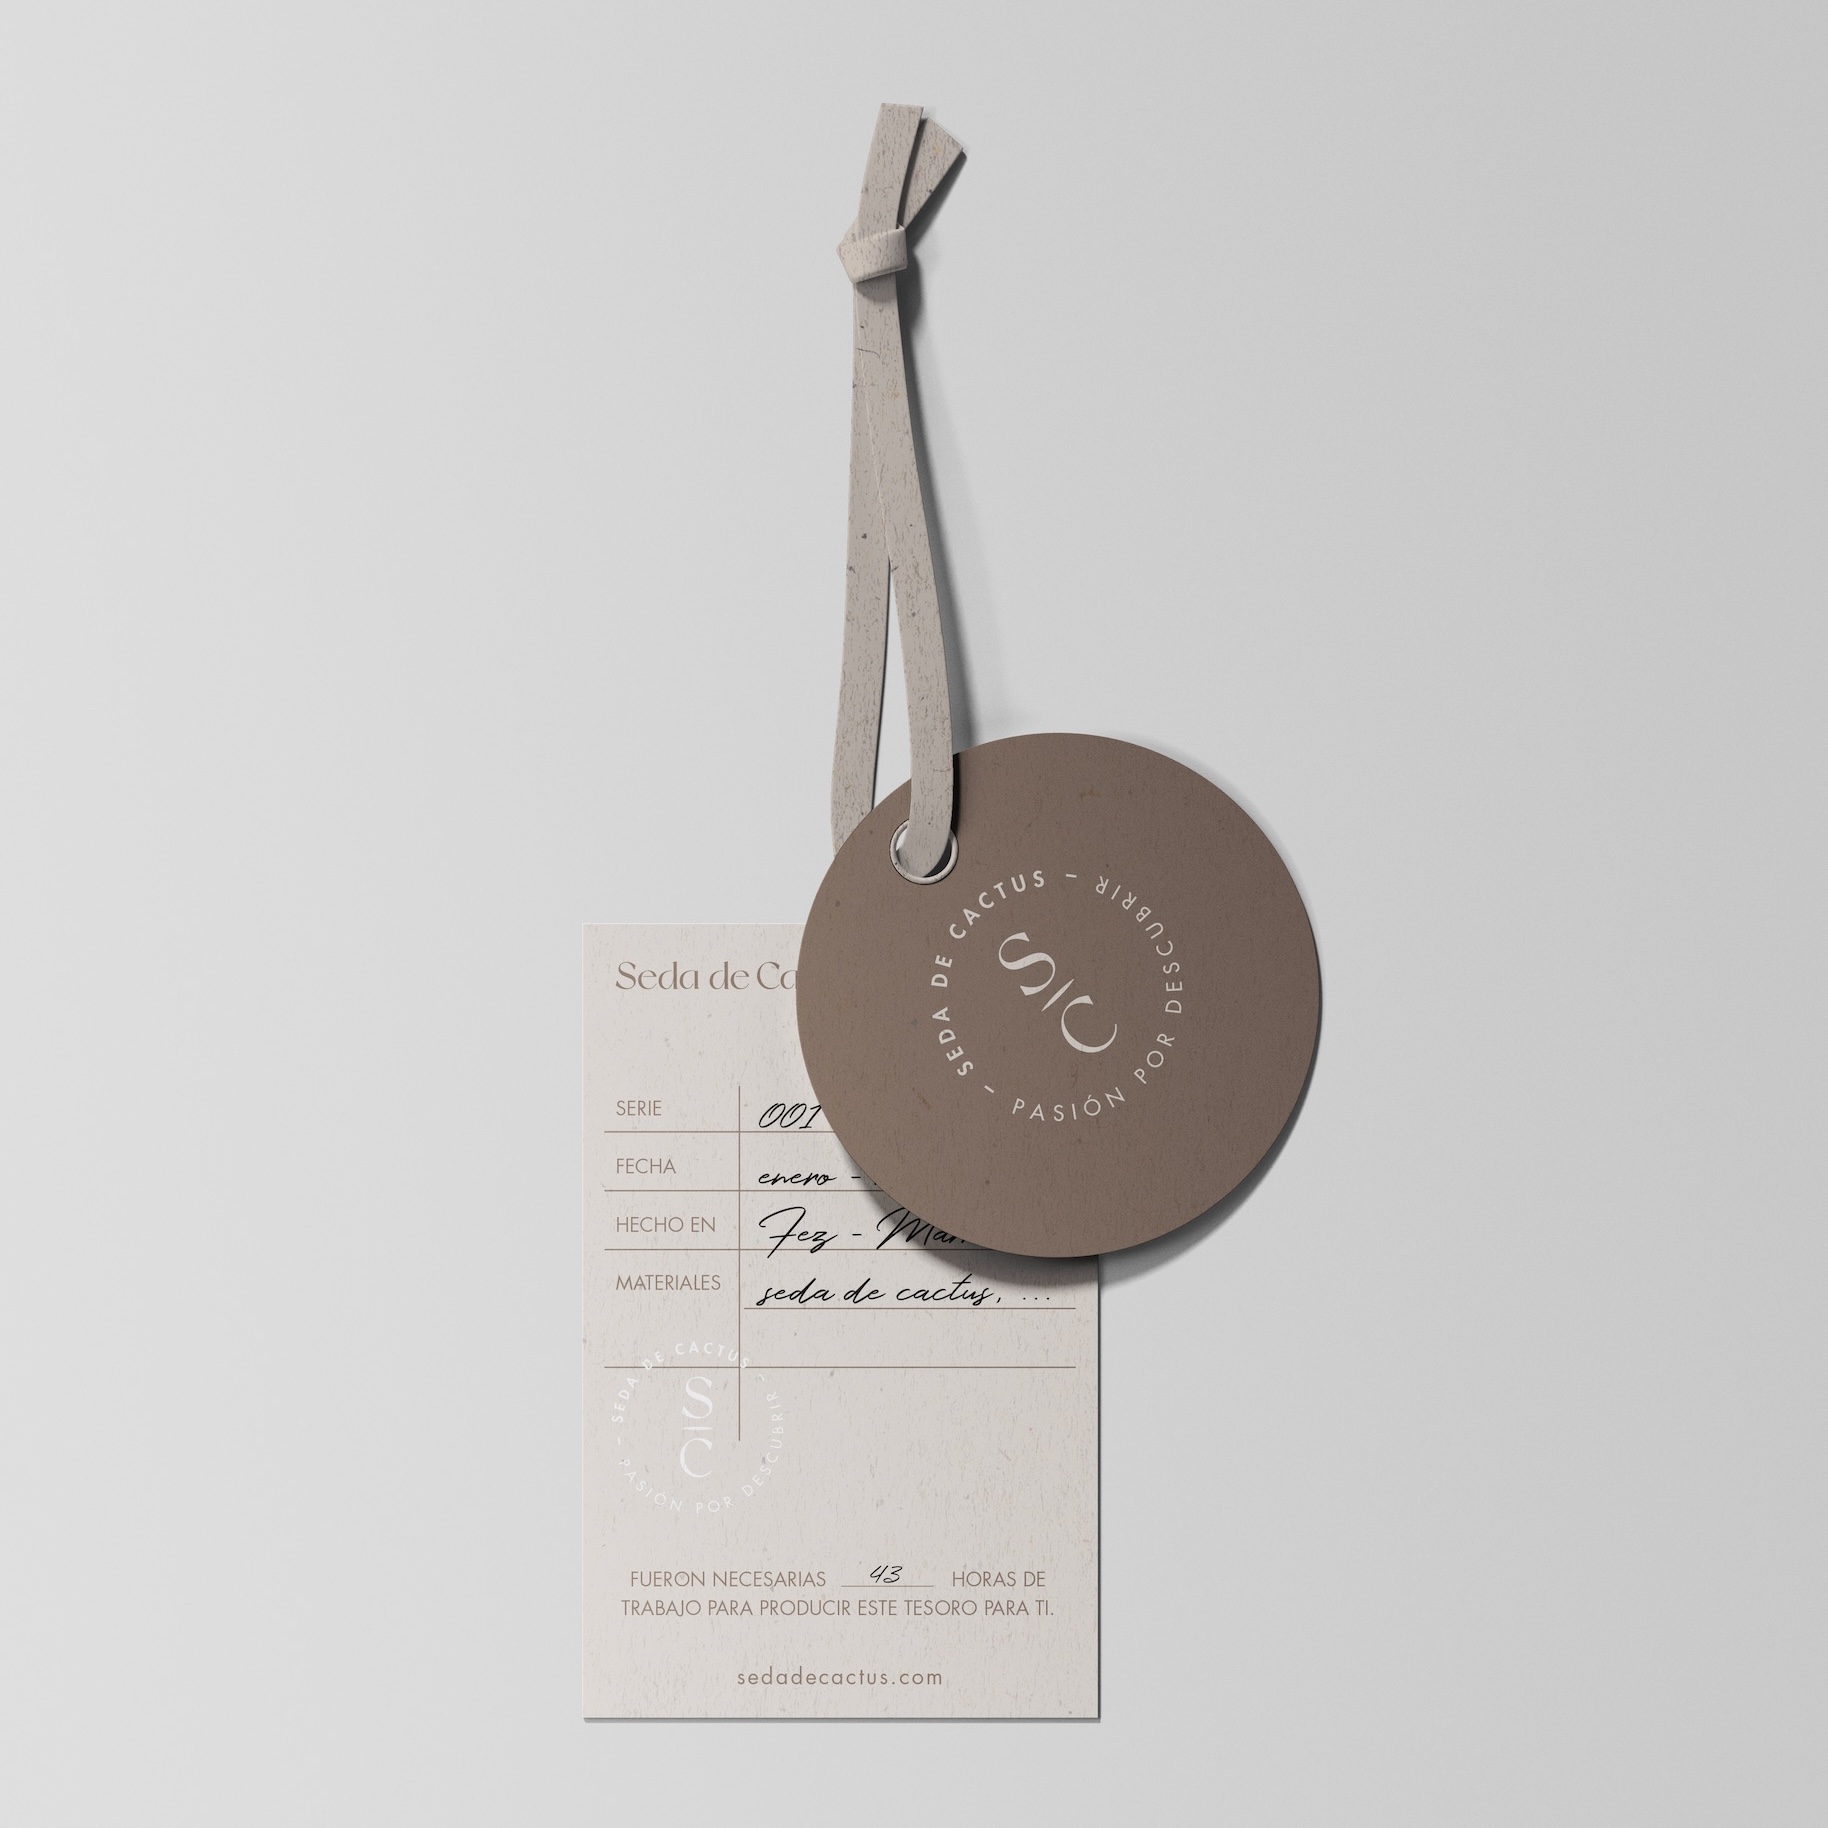 SEDA DE CACTUS –
PASIÓN POR DESCUBRIR –
S|C
Seda de
SERIE 001
FECHA enero -
HECHO EN Fez -
MATERIALES seda de cactus, ...
SEDA DE CACTUS –
PASIÓN POR DESCUBRIR –
S|C
FUERON NECESARIAS 43 HORAS DE
TRABAJO PARA PRODUCIR ESTE TESORO PARA TI.
sedadecactus.com